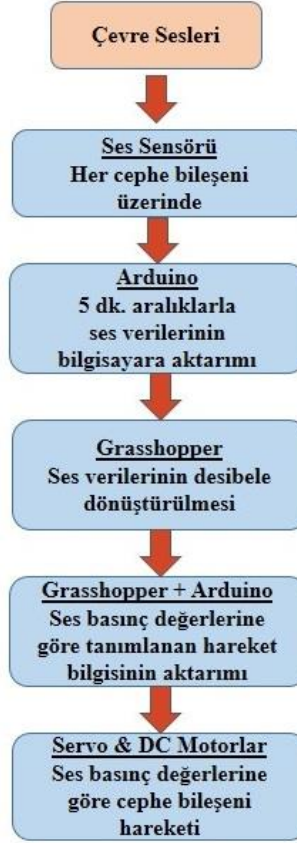 Çevre Sesleri
Ses Sensörü
Her cephe bileşeni
üzerinde
Arduino
5 dk. aralıklarla
ses verilerinin
bilgisayara aktarımı
Grasshopper
Ses verilerinin desibele
dönüştürülmesi
Grasshopper + Arduino
Ses basınç değerlerine
göre tanımlanan hareket
bilgisinin aktarımı
Servo & DC Motorlar
Ses basınç değerlerine
göre cephe bileşeni
hareketi